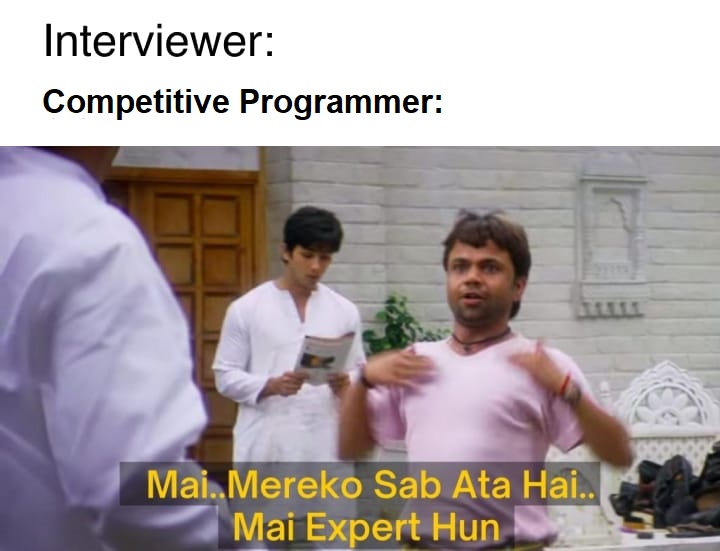 Interviewer:
Competitive Programmer:
Mai..Mereko Sab Ata Hai..
Mai Expert Hun